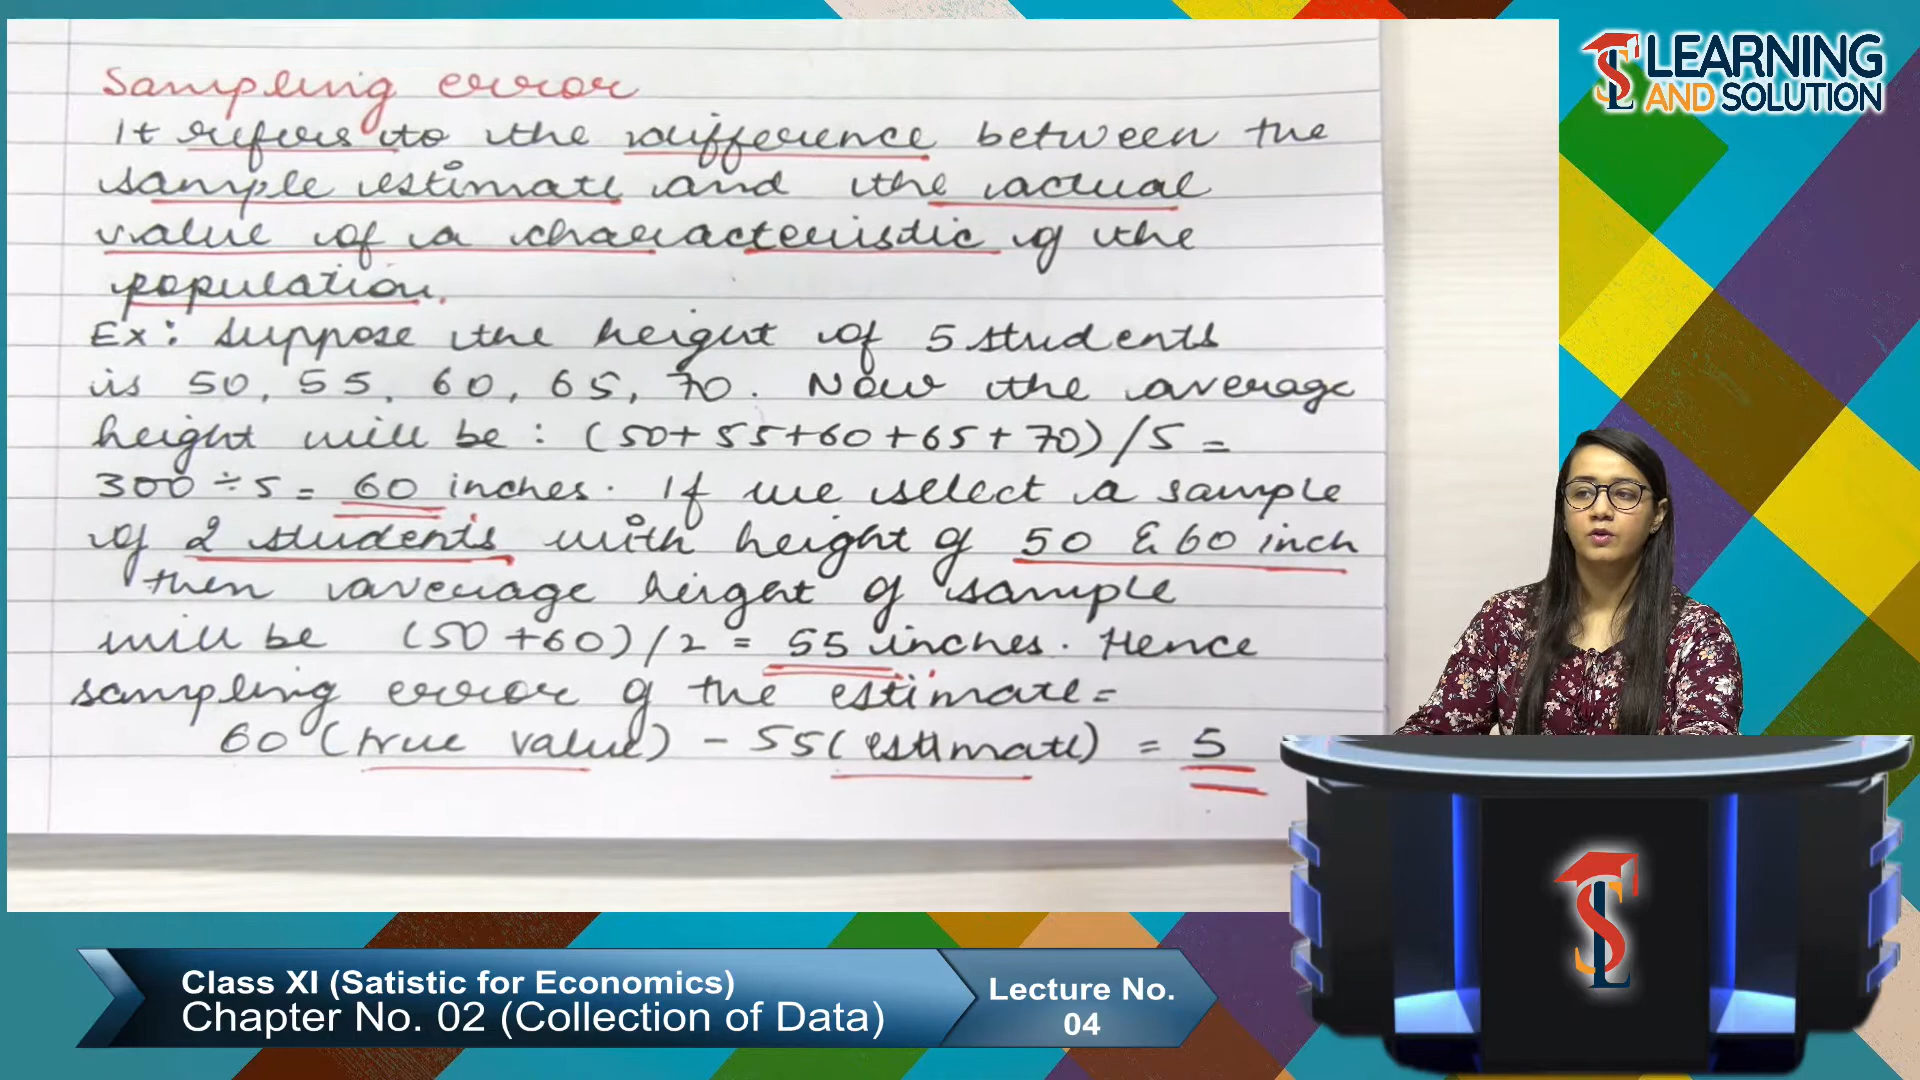 Sampling error
It refers to the difference between the
sample estimate and the actual
value of a characteristic of the
population.
Ex: Suppose the height of 5 students
is 50, 55, 60, 65, 70. Now the average
height will be: (50+55+60+65+70)/5 =
300÷5 = 60 inches. If we select a sample
of 2 students with height of 50 & 60 inch
then average height of sample
will be (50+60)/2 = 55 inches. Hence
sampling error of the estimate=
60 (true value) - 55(estimate) = 5
LEARNING
AND SOLUTION
Class XI (Satistic for Economics)
Chapter No. 02 (Collection of Data)
Lecture No.
04